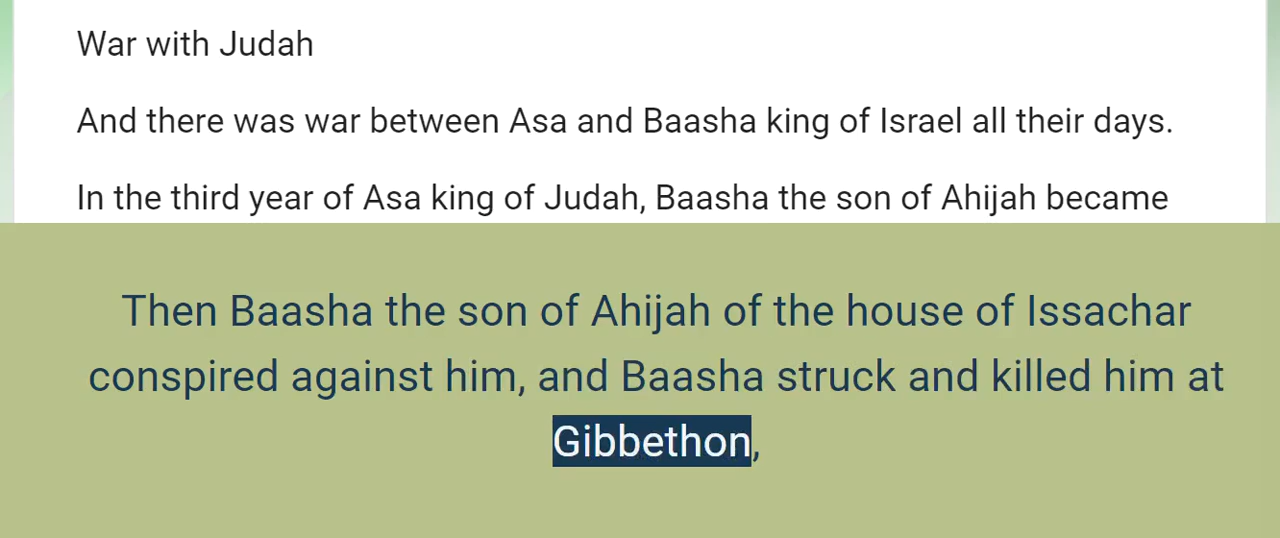 War with Judah
And there was war between Asa and Baasha king of Israel all their days.
In the third year of Asa king of Judah, Baasha the son of Ahijah became
Then Baasha the son of Ahijah of the house of Issachar
conspired against him, and Baasha struck and killed him at
Gibbethon,